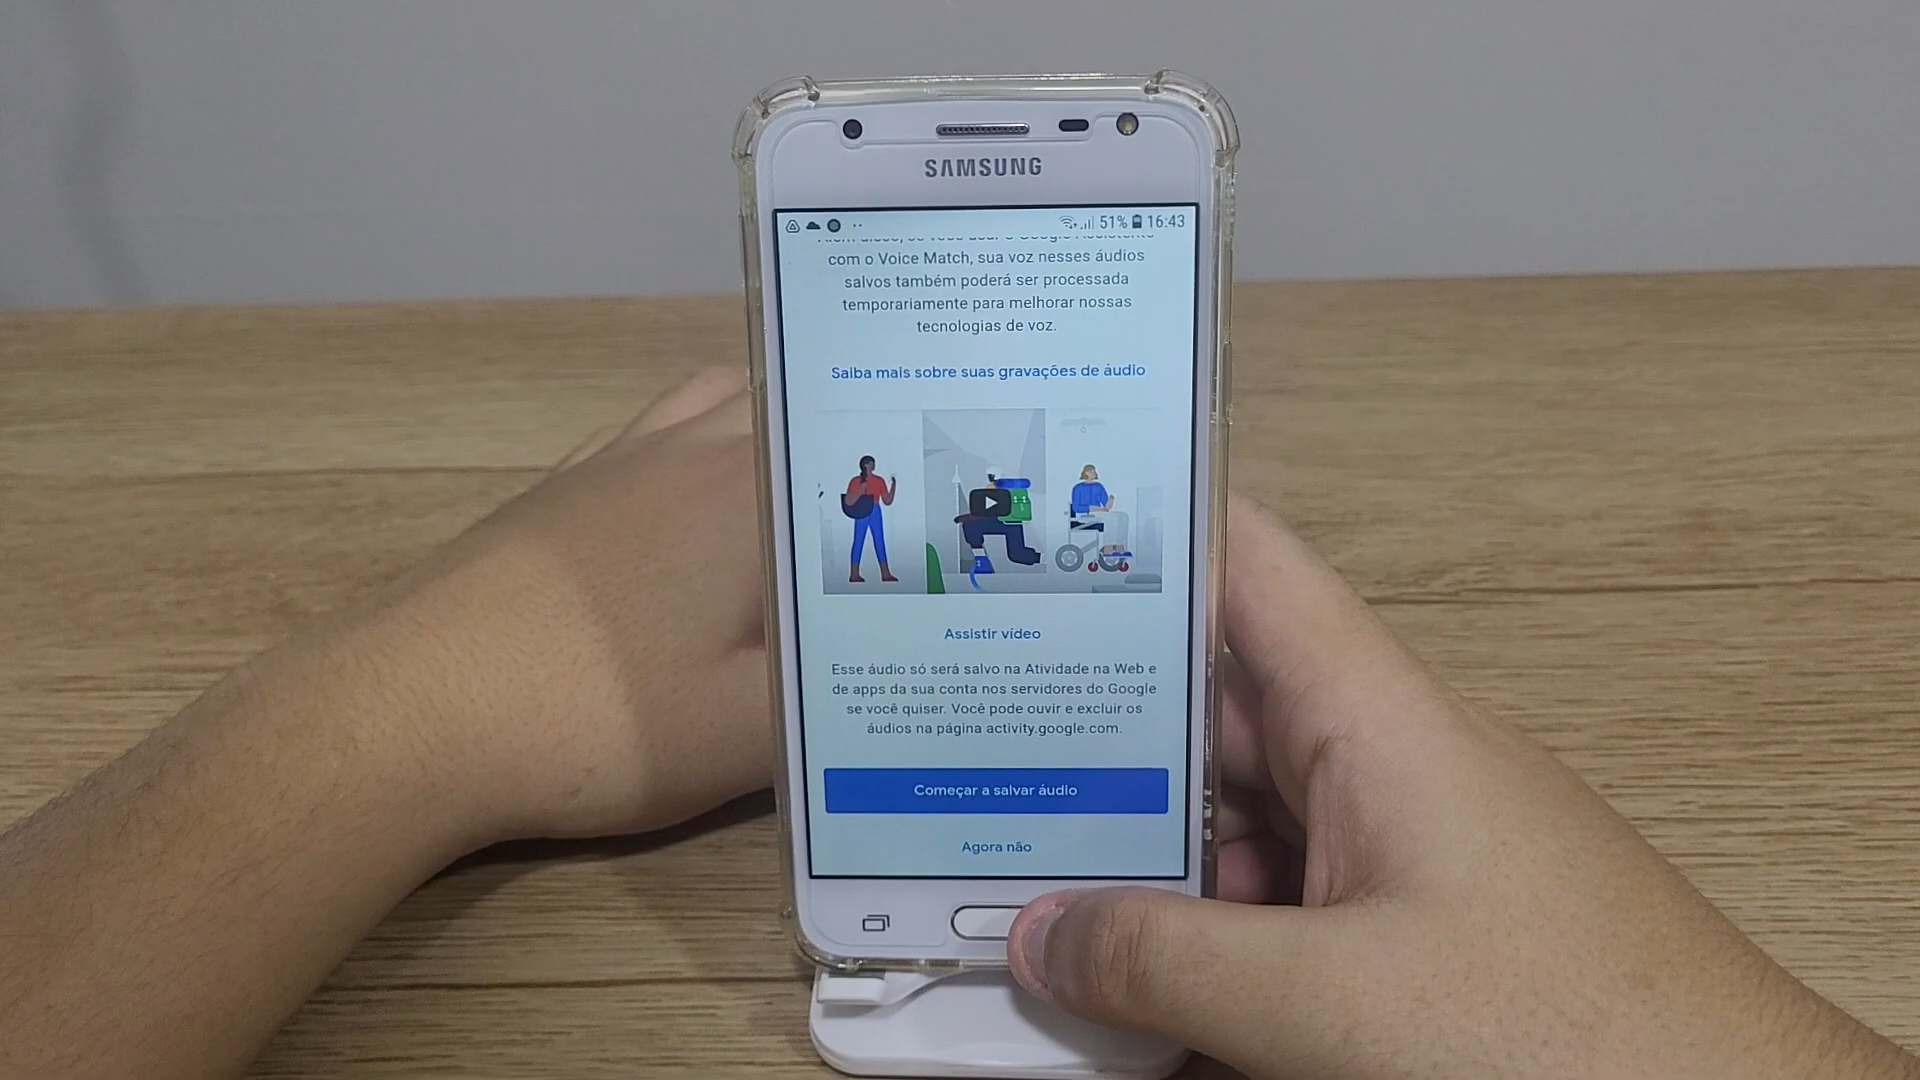 SAMSUNG
51% 16:43
com o Voice Match, sua voz nesses áudios
salvos também poderá ser processada
temporariamente para melhorar nossas
tecnologias de voz.
Saiba mais sobre suas gravações de áudio
Assistir vídeo
Esse áudio só será salvo na Atividade na Web e
de apps da sua conta nos servidores do Google
se você quiser. Você pode ouvir e excluir os
áudios na página activity.google.com.
Começar a salvar áudio
Agora não